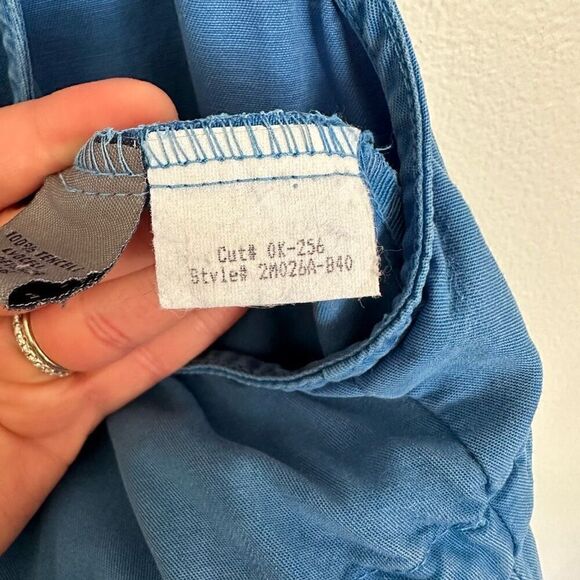 Cut# OK-256
Style# 2M026A-B40
100% TENCEL